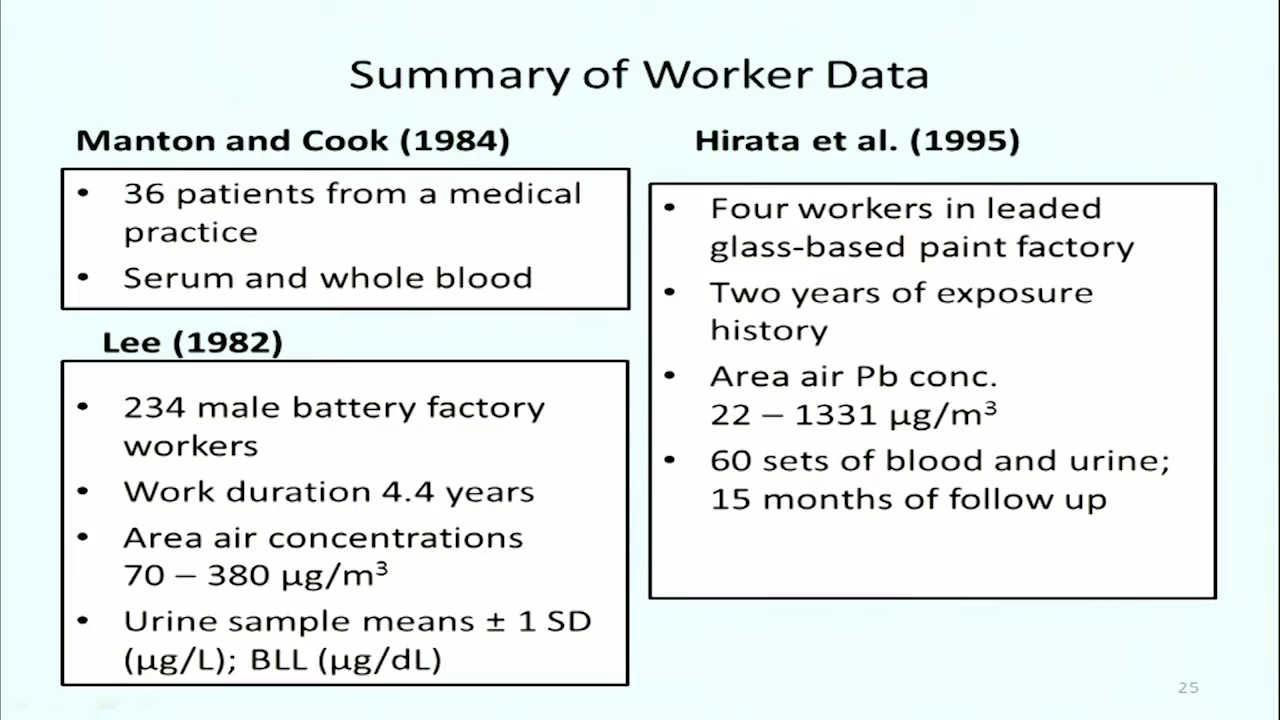 Summary of Worker Data
Manton and Cook (1984)
• 36 patients from a medical
practice
• Serum and whole blood
Lee (1982)
• 234 male battery factory
workers
• Work duration 4.4 years
• Area air concentrations
70 – 380 µg/m³
• Urine sample means ± 1 SD
(µg/L); BLL (µg/dL)
Hirata et al. (1995)
• Four workers in leaded
glass-based paint factory
• Two years of exposure
history
• Area air Pb conc.
22 – 1331 µg/m³
• 60 sets of blood and urine;
15 months of follow up
25